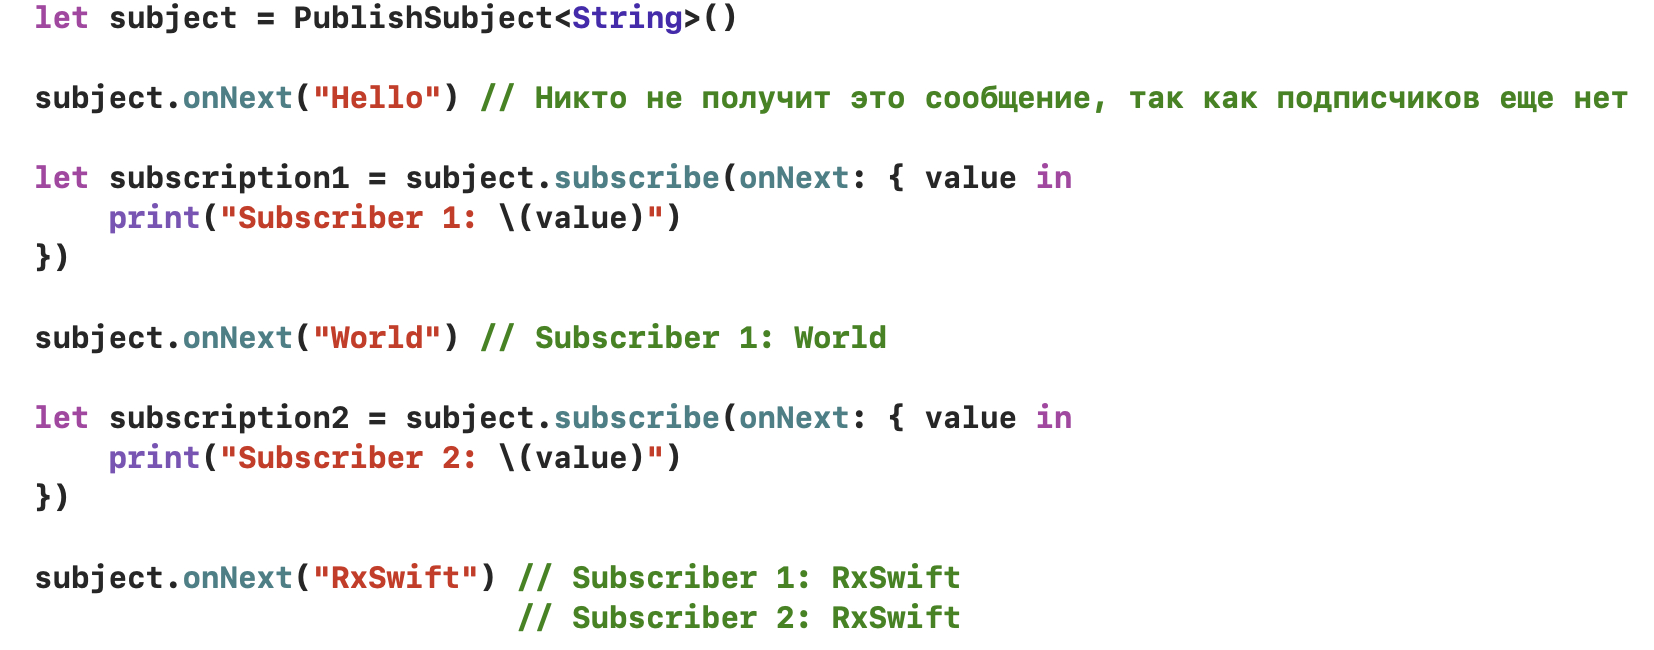 let subject = PublishSubject<String>()
subject.onNext("Hello") // Никто не получит это сообщение, так как подписчиков еще нет
let subscription1 = subject.subscribe(onNext: { value in
    print("Subscriber 1: \(value)")
})
subject.onNext("World") // Subscriber 1: World
let subscription2 = subject.subscribe(onNext: { value in
    print("Subscriber 2: \(value)")
})
subject.onNext("RxSwift") // Subscriber 1: RxSwift
                          // Subscriber 2: RxSwift